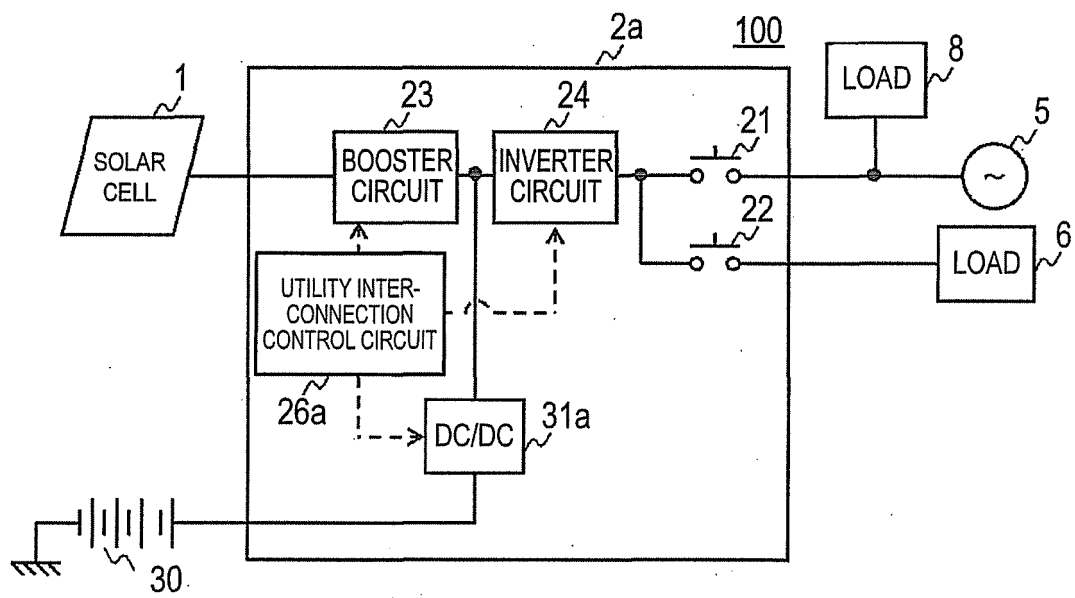 2a
100
1
8
LOAD
23
24
21
5
SOLAR
CELL
BOOSTER
CIRCUIT
INVERTER
CIRCUIT
~
22
6
LOAD
UTILITY INTER-
CONNECTION
CONTROL CIRCUIT
26a
31a
DC/DC
30